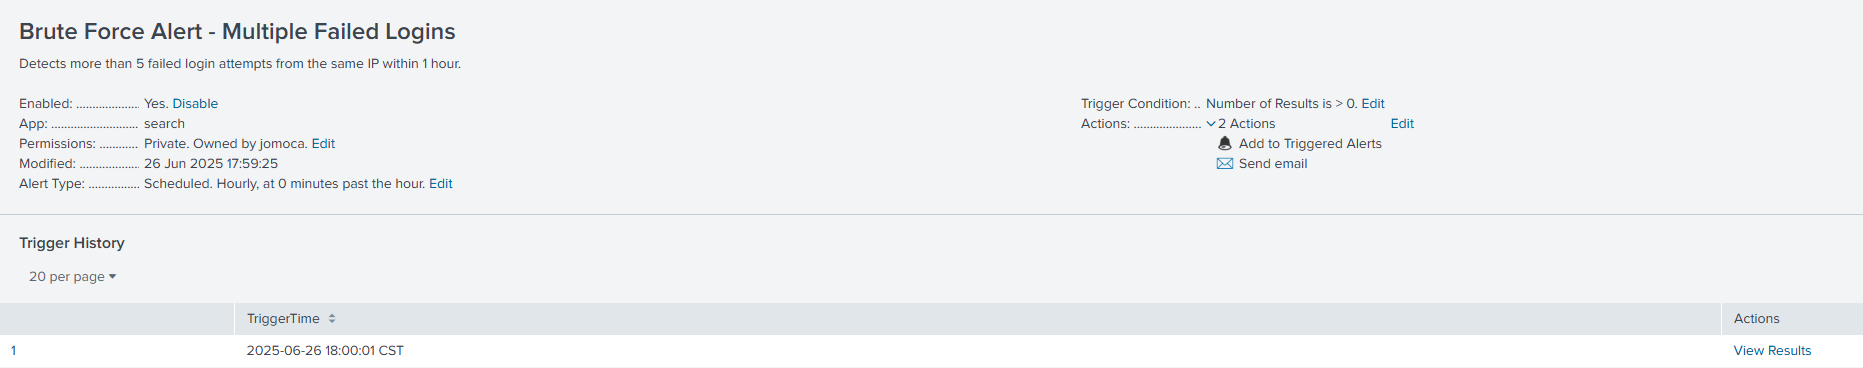 Brute Force Alert - Multiple Failed Logins
Detects more than 5 failed login attempts from the same IP within 1 hour.
Enabled: .................... Yes. Disable
App: ........................... search
Permissions: ............ Private. Owned by jomoca. Edit
Modified: ................... 26 Jun 2025 17:59:25
Alert Type: ................ Scheduled. Hourly, at 0 minutes past the hour. Edit
Trigger Condition: .. Number of Results is > 0. Edit
Actions: ..................... 2 Actions Edit
Add to Triggered Alerts
Send email
Trigger History
20 per page
TriggerTime Actions
1 2025-06-26 18:00:01 CST View Results